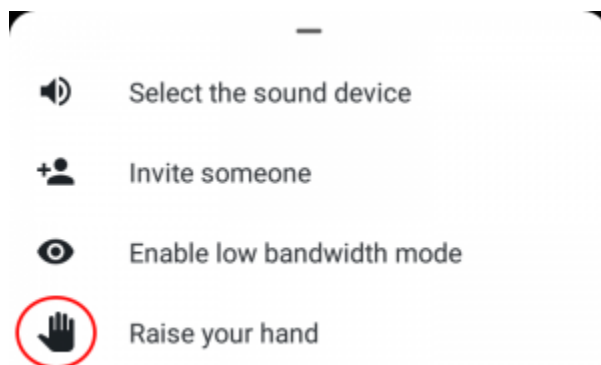 Select the sound device
Invite someone
Enable low bandwidth mode
Raise your hand